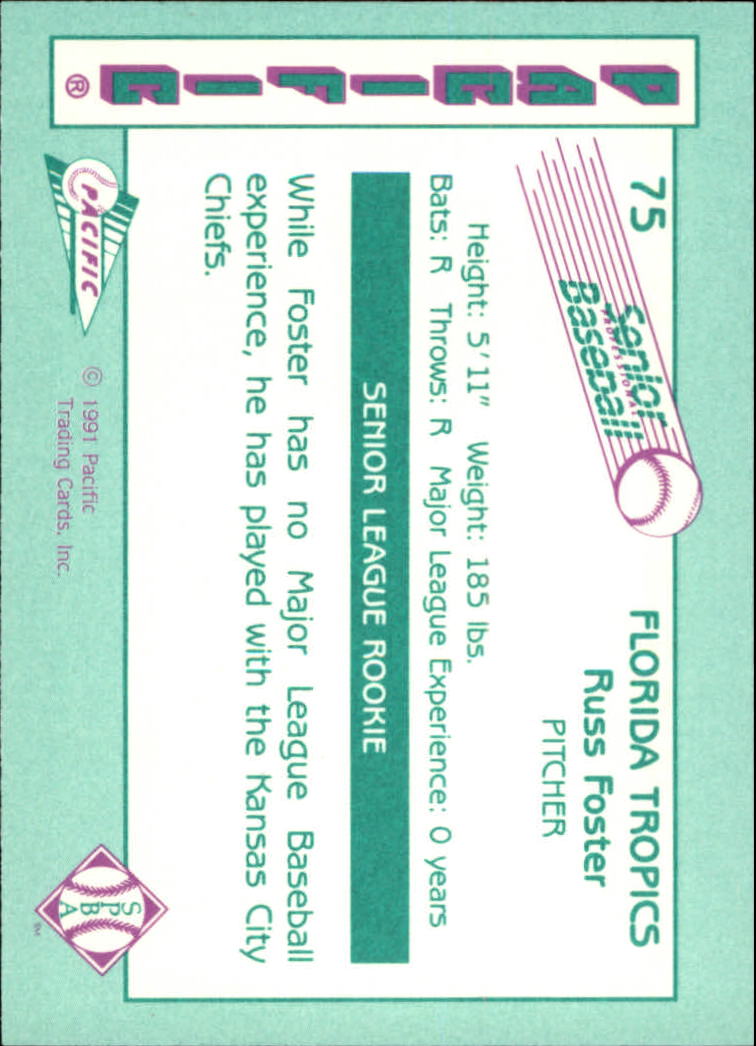 PACIFIC®
75
Senior
PROFESSIONAL
Baseball
FLORIDA TROPICS
Russ Foster
PITCHER
Height: 5'11" Weight: 185 lbs.
Bats: R Throws: R Major League Experience: 0 years
SENIOR LEAGUE ROOKIE
While Foster has no Major League Baseball
experience, he has played with the Kansas City
Chiefs.
PACIFIC
© 1991 Pacific
Trading Cards, Inc.
S
P
B
A
SM